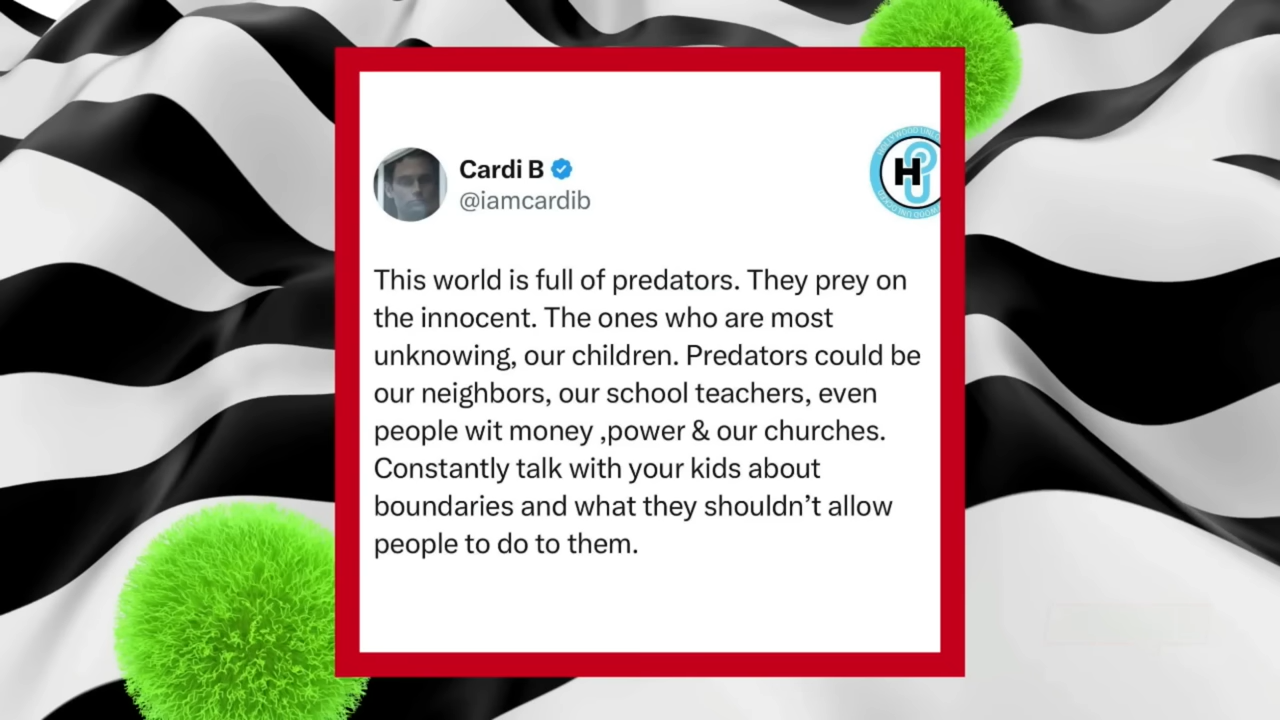 Cardi B
@iamcardib
H
This world is full of predators. They prey on
the innocent. The ones who are most
unknowing, our children. Predators could be
our neighbors, our school teachers, even
people wit money ,power & our churches.
Constantly talk with your kids about
boundaries and what they shouldn’t allow
people to do to them.